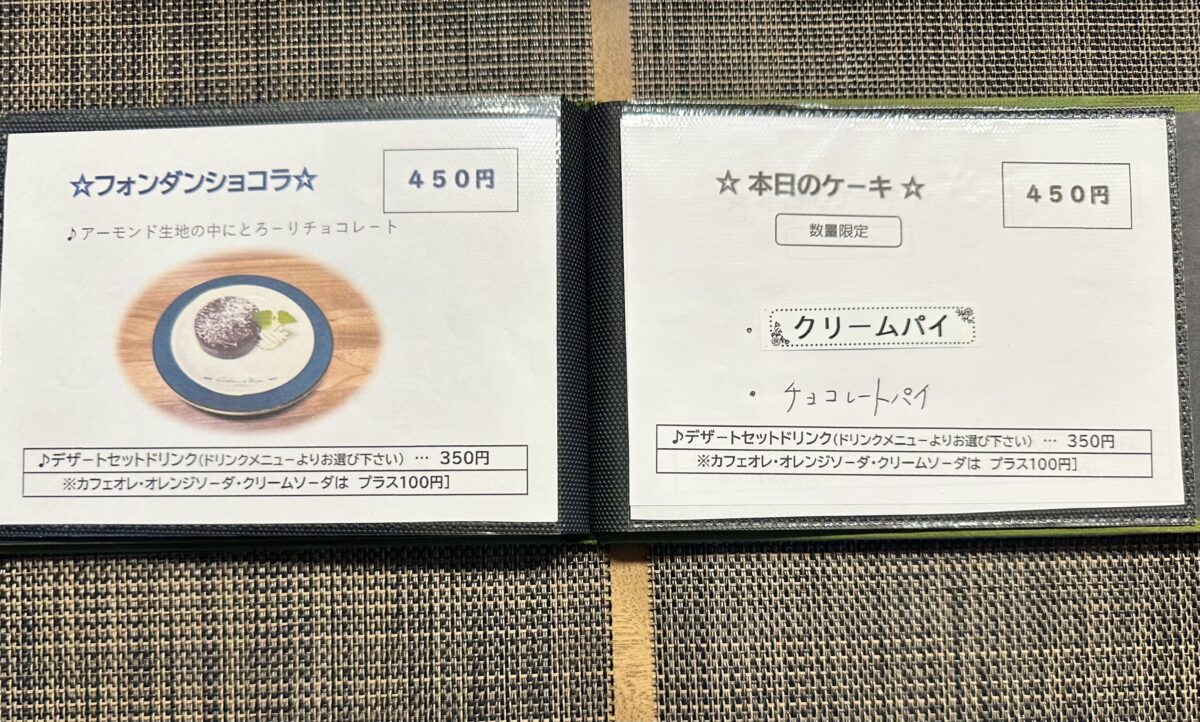 ☆フォンダンショコラ☆
450円
♪アーモンド生地の中にとろーりチョコレート
♪デザートセットドリンク(ドリンクメニューよりお選び下さい) … 350円
※カフェオレ・オレンジソーダ・クリームソーダは プラス100円]
☆ 本日のケーキ ☆
450円
数量限定
・クリームパイ
・チョコレートパイ
♪デザートセットドリンク(ドリンクメニューよりお選び下さい) … 350円
※カフェオレ・オレンジソーダ・クリームソーダは プラス100円]